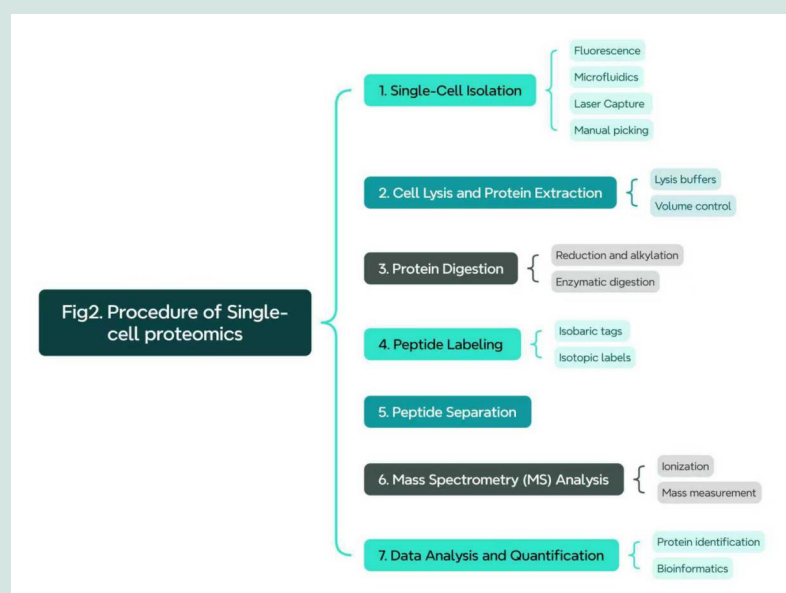 Fig2. Procedure of Single-
cell proteomics
1. Single-Cell Isolation
Fluorescence
Microfluidics
Laser Capture
Manual picking
2. Cell Lysis and Protein Extraction
Lysis buffers
Volume control
3. Protein Digestion
Reduction and alkylation
Enzymatic digestion
4. Peptide Labeling
Isobaric tags
Isotopic labels
5. Peptide Separation
6. Mass Spectrometry (MS) Analysis
Ionization
Mass measurement
7. Data Analysis and Quantification
Protein identification
Bioinformatics